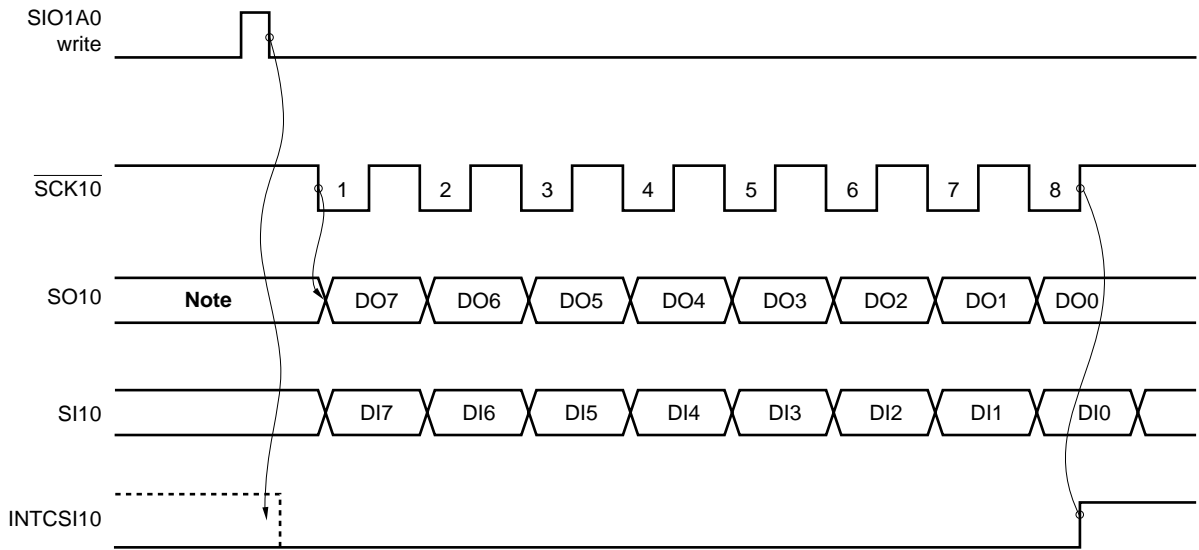 SIO1A0
write
SCK10
1 2 3 4 5 6 7 8
SO10
Note DO7 DO6 DO5 DO4 DO3 DO2 DO1 DO0
SI10
DI7 DI6 DI5 DI4 DI3 DI2 DI1 DI0
INTCSI10